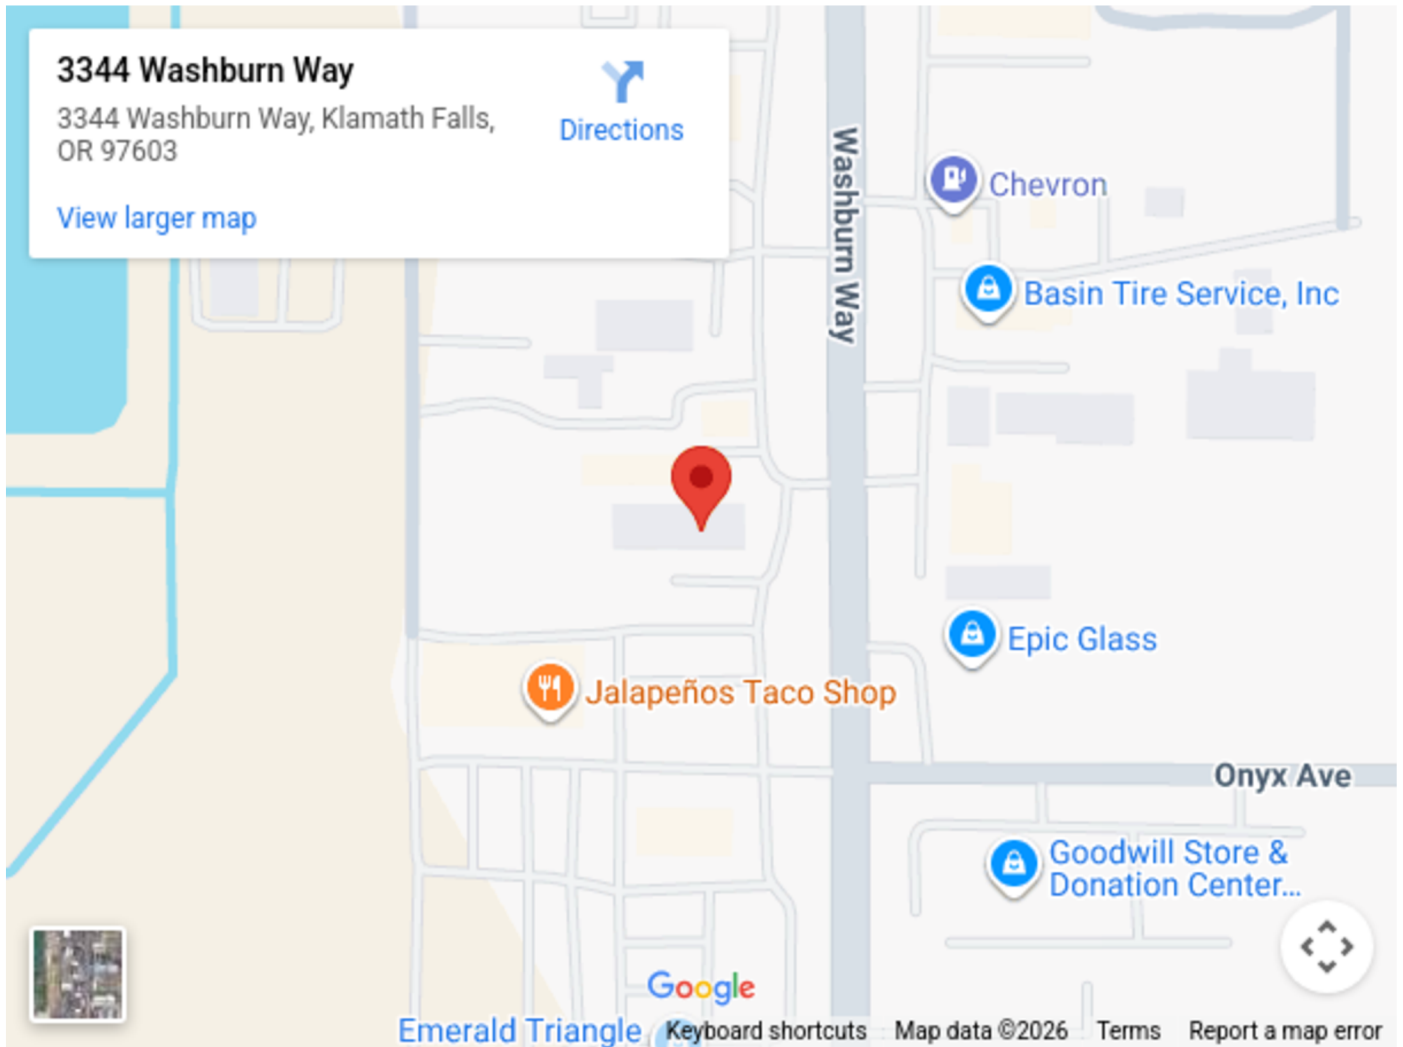 3344 Washburn Way
3344 Washburn Way, Klamath Falls,
OR 97603
Directions
View larger map
Washburn Way
Chevron
Basin Tire Service, Inc
Epic Glass
Jalapeños Taco Shop
Onyx Ave
Goodwill Store &
Donation Center...
Google
Emerald Triangle
Keyboard shortcuts
Map data ©2026
Terms
Report a map error